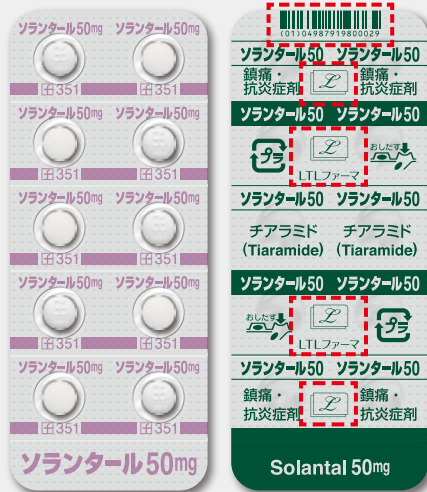 ソランタール50mg ソランタール50mg
351 351
ソランタール50mg ソランタール50mg
351 351
ソランタール50mg ソランタール50mg
351 351
ソランタール50mg ソランタール50mg
351 351
ソランタール50mg ソランタール50mg
351 351
ソランタール50mg
(01)04987919800029
ソランタール50 ソランタール50
鎮痛・ ℒ 鎮痛・
抗炎症剤 抗炎症剤
ソランタール50 ソランタール50
プラ ℒ おしだす
LTLファーマ
ソランタール50 ソランタール50
チアラミド チアラミド
(Tiaramide) (Tiaramide)
ソランタール50 ソランタール50
おしだす ℒ プラ
LTLファーマ
ソランタール50 ソランタール50
鎮痛・ ℒ 鎮痛・
抗炎症剤 抗炎症剤
Solantal 50mg